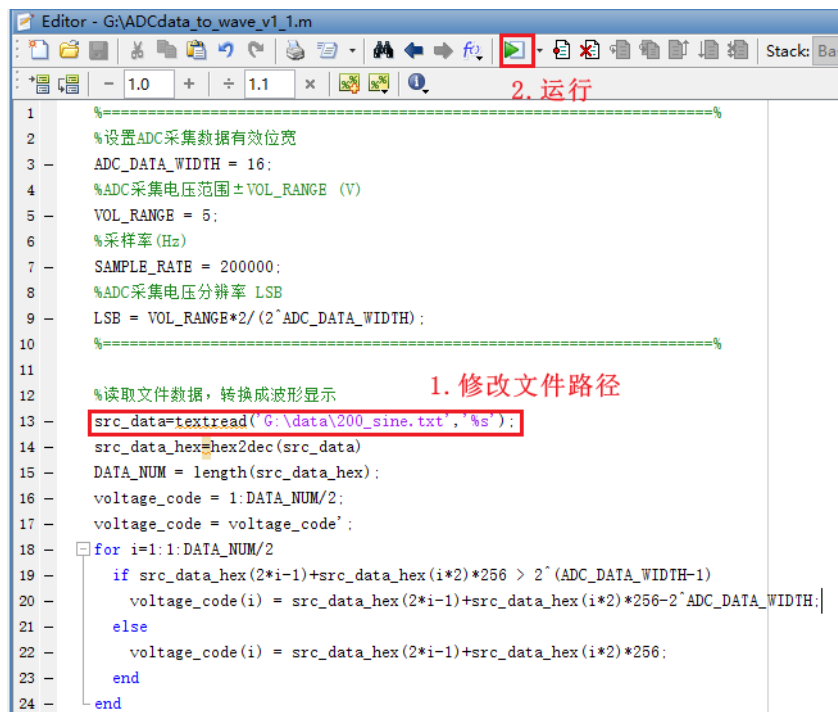 Editor - G:\ADCdata_to_wave_v1_1.m
Stack: Ba
- 1.0 + ÷ 1.1 ×
2.运行
1 %====================================================================%
2 %设置ADC采集数据有效位宽
3 - ADC_DATA_WIDTH = 16;
4 %ADC采集电压范围±VOL_RANGE (V)
5 - VOL_RANGE = 5;
6 %采样率(Hz)
7 - SAMPLE_RATE = 200000;
8 %ADC采集电压分辨率 LSB
9 - LSB = VOL_RANGE*2/(2^ADC_DATA_WIDTH);
10 %====================================================================%
11
1.修改文件路径
12 %读取文件数据，转换成波形显示
13 - src_data=textread('G:\data\200_sine.txt','%s');
14 - src_data_hex=hex2dec(src_data)
15 - DATA_NUM = length(src_data_hex);
16 - voltage_code = 1:DATA_NUM/2;
17 - voltage_code = voltage_code';
18 - for i=1:1:DATA_NUM/2
19 - if src_data_hex(2*i-1)+src_data_hex(i*2)*256 > 2^(ADC_DATA_WIDTH-1)
20 - voltage_code(i) = src_data_hex(2*i-1)+src_data_hex(i*2)*256-2^ADC_DATA_WIDTH;
21 - else
22 - voltage_code(i) = src_data_hex(2*i-1)+src_data_hex(i*2)*256;
23 - end
24 - end